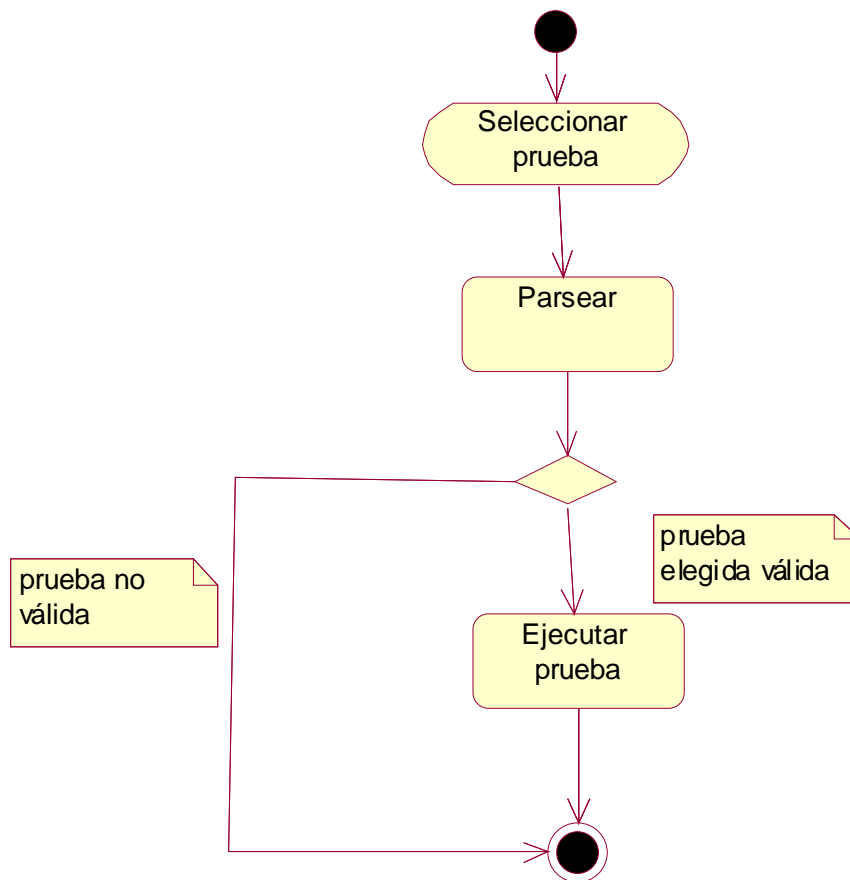 Seleccionar
prueba
Parsear
prueba
elegida válida
prueba no
válida
Ejecutar
prueba